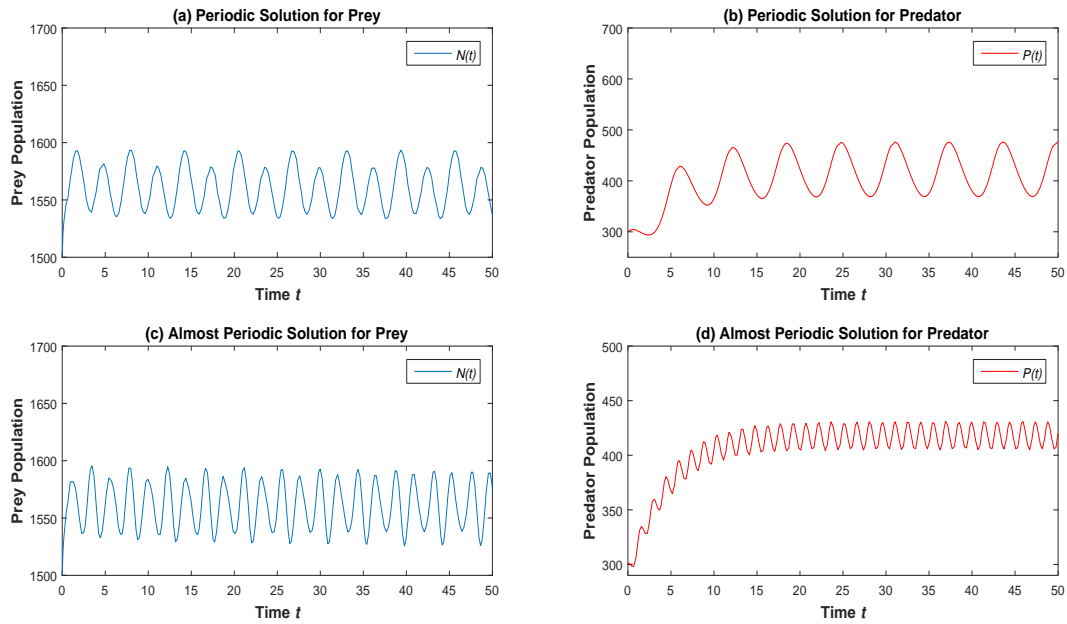 (a) Periodic Solution for Prey
1700
1650
1600
1550
1500
Prey Population
N(t)
0 5 10 15 20 25 30 35 40 45 50
Time t
(b) Periodic Solution for Predator
700
600
500
400
300
Predator Population
P(t)
0 5 10 15 20 25 30 35 40 45 50
Time t
(c) Almost Periodic Solution for Prey
1700
1650
1600
1550
1500
Prey Population
N(t)
0 5 10 15 20 25 30 35 40 45 50
Time t
(d) Almost Periodic Solution for Predator
500
450
400
350
300
Predator Population
P(t)
0 5 10 15 20 25 30 35 40 45 50
Time t